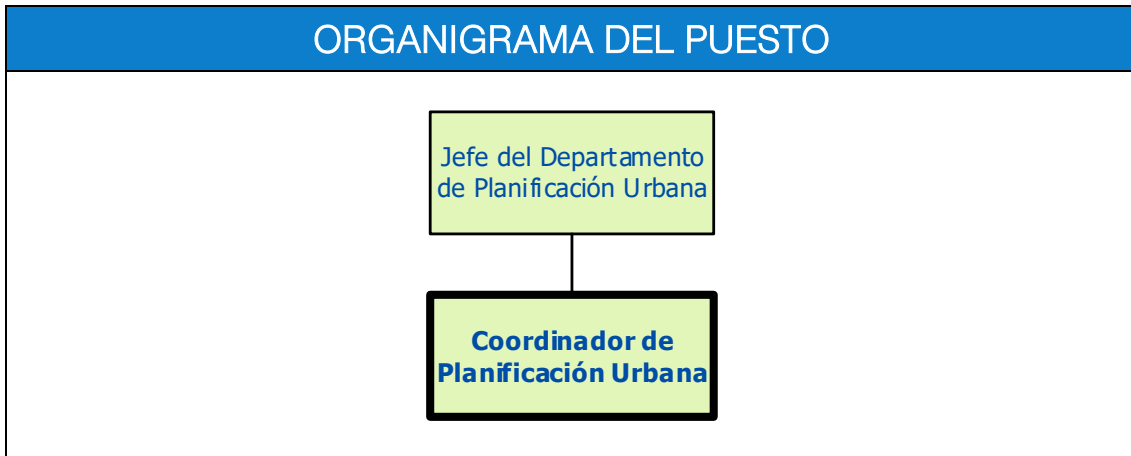 ORGANIGRAMA DEL PUESTO
Jefe del Departamento
de Planificación Urbana
Coordinador de
Planificación Urbana